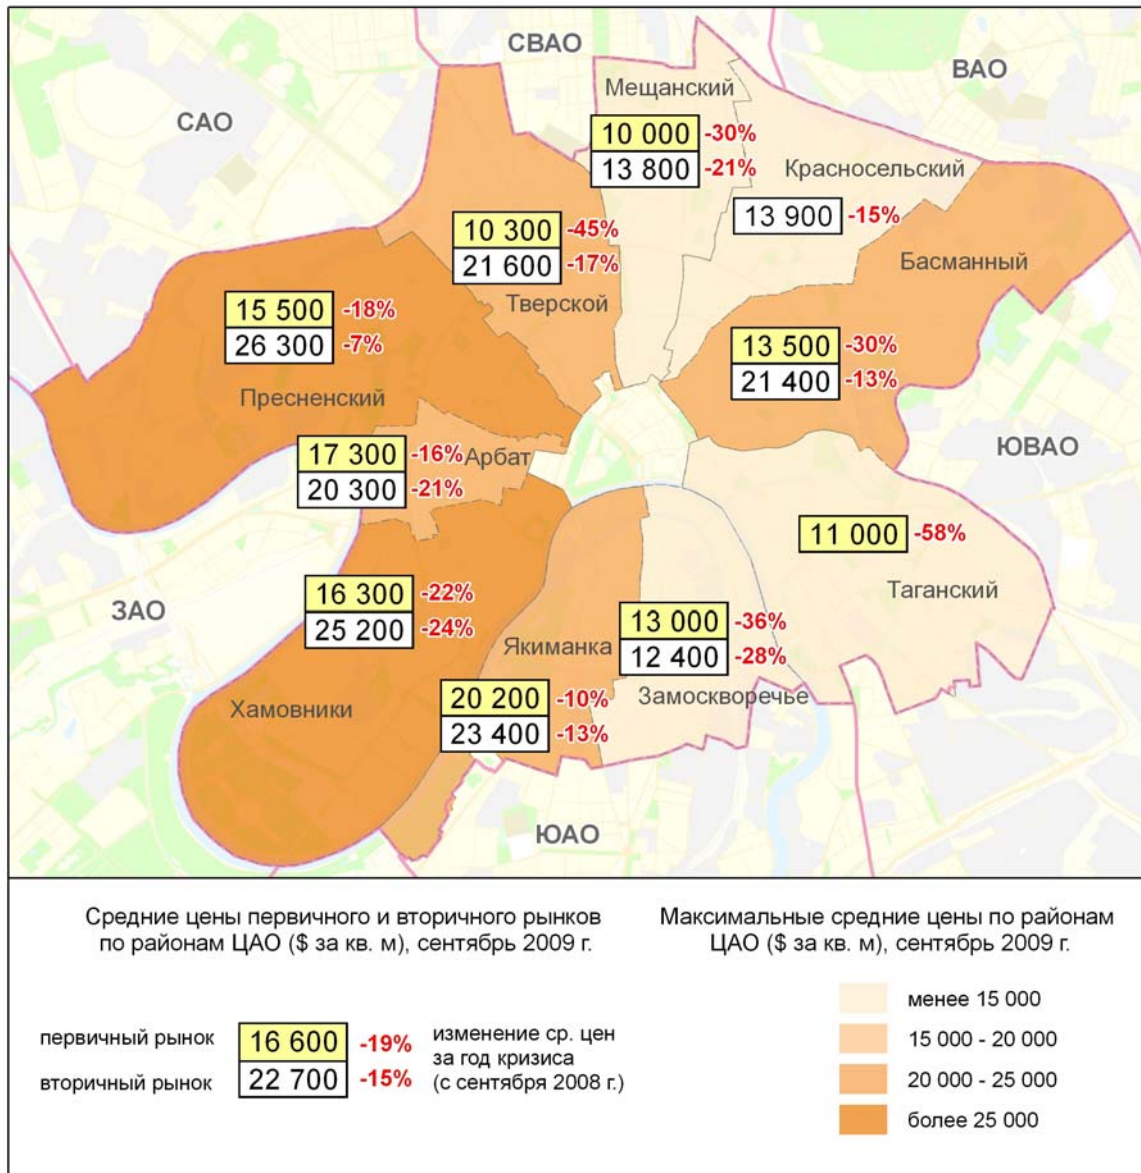 СВАО
ВАО
САО
Мещанский
10 000 -30%
13 800 -21%
Красносельский
13 900 -15%
10 300 -45%
21 600 -17%
Тверской
Басманный
15 500 -18%
26 300 -7%
Пресненский
13 500 -30%
21 400 -13%
17 300 -16%
20 300 -21%
Арбат
ЮВАО
11 000 -58%
Таганский
ЗАО
16 300 -22%
25 200 -24%
Хамовники
Якиманка
20 200 -10%
23 400 -13%
13 000 -36%
12 400 -28%
Замоскворечье
ЮАО
Средние цены первичного и вторичного рынков
по районам ЦАО ($ за кв. м), сентябрь 2009 г.
первичный рынок
вторичный рынок
16 600 -19%
22 700 -15%
изменение ср. цен
за год кризиса
(с сентября 2008 г.)
Максимальные средние цены по районам
ЦАО ($ за кв. м), сентябрь 2009 г.
менее 15 000
15 000 - 20 000
20 000 - 25 000
более 25 000